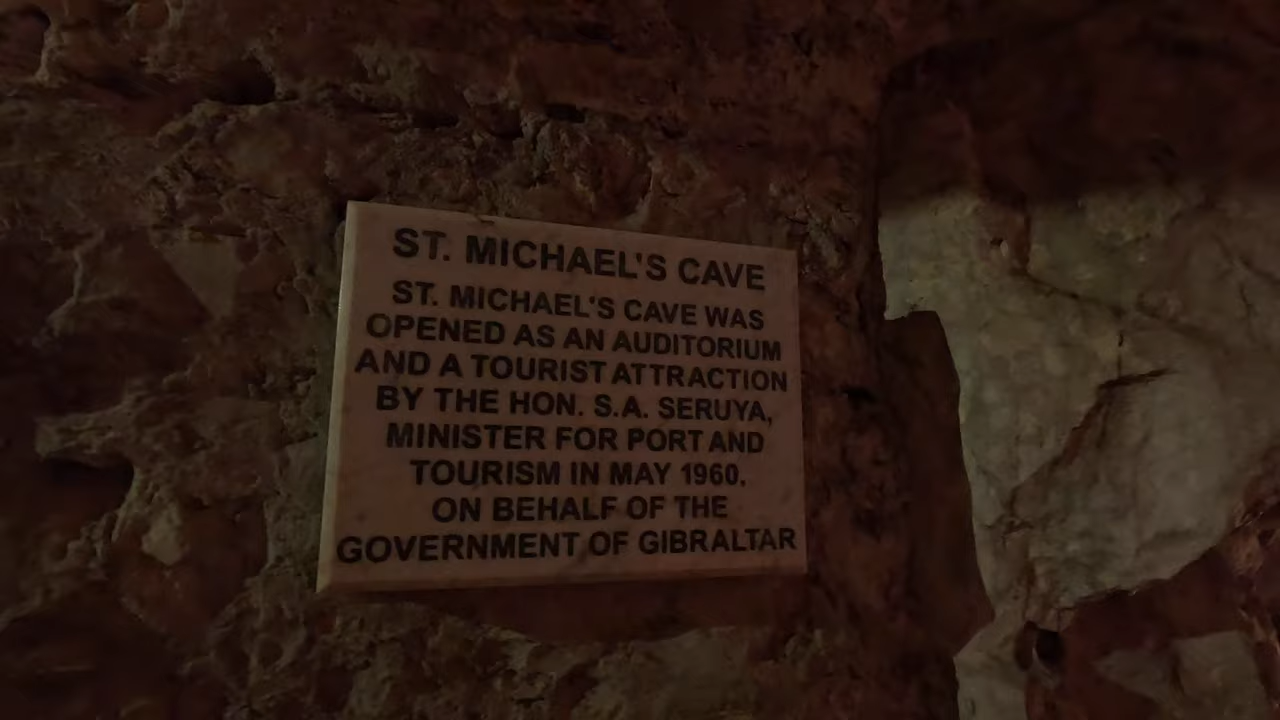 ST. MICHAEL'S CAVE
ST. MICHAEL'S CAVE WAS
OPENED AS AN AUDITORIUM
AND A TOURIST ATTRACTION
BY THE HON. S.A. SERUYA,
MINISTER FOR PORT AND
TOURISM IN MAY 1960.
ON BEHALF OF THE
GOVERNMENT OF GIBRALTAR